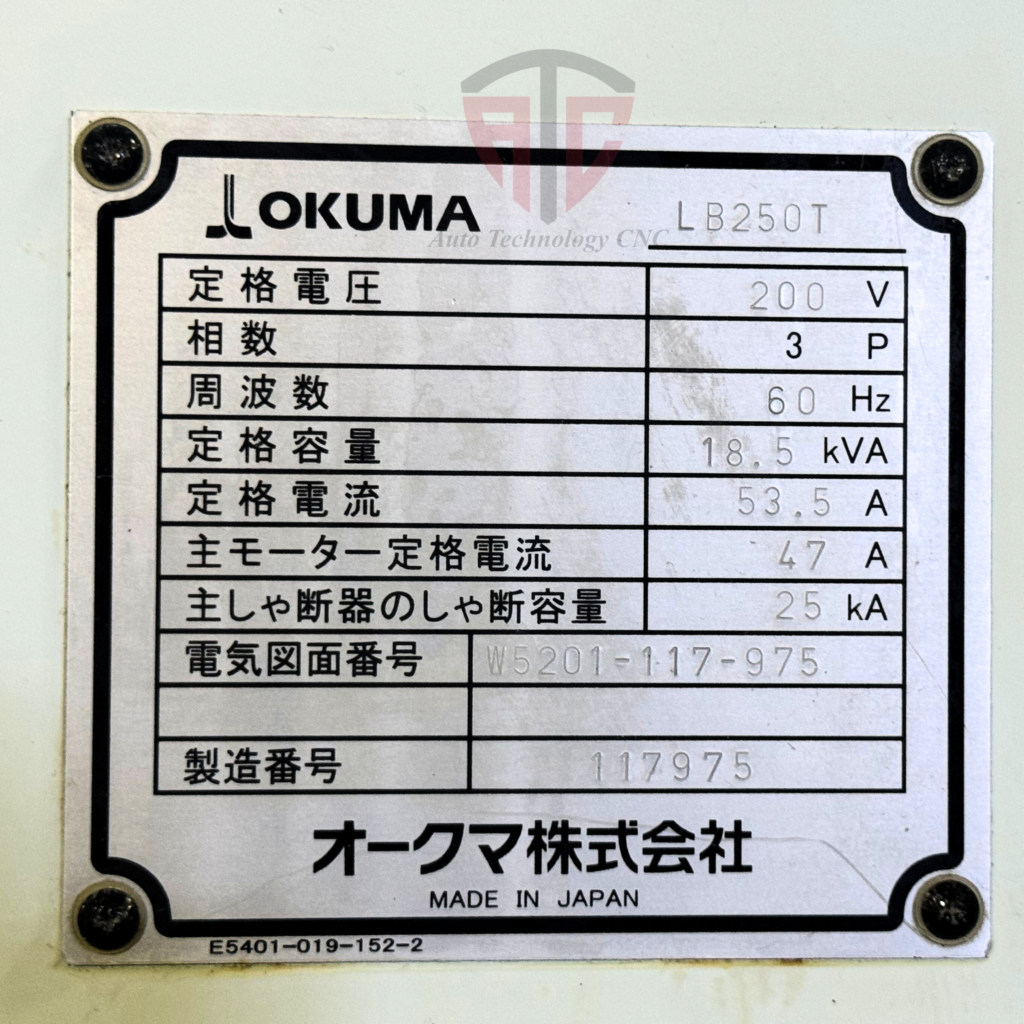 ATC
Auto Technology CNC
OKUMA LB250T
定格電圧 200 V
相数 3 P
周波数 60 Hz
定格容量 18.5 kVA
定格電流 53.5 A
主モーター定格電流 47 A
主しゃ断器のしゃ断容量 25 kA
電気図面番号 W5201-117-975
製造番号 117975
オークマ株式会社
MADE IN JAPAN
E5401-019-152-2